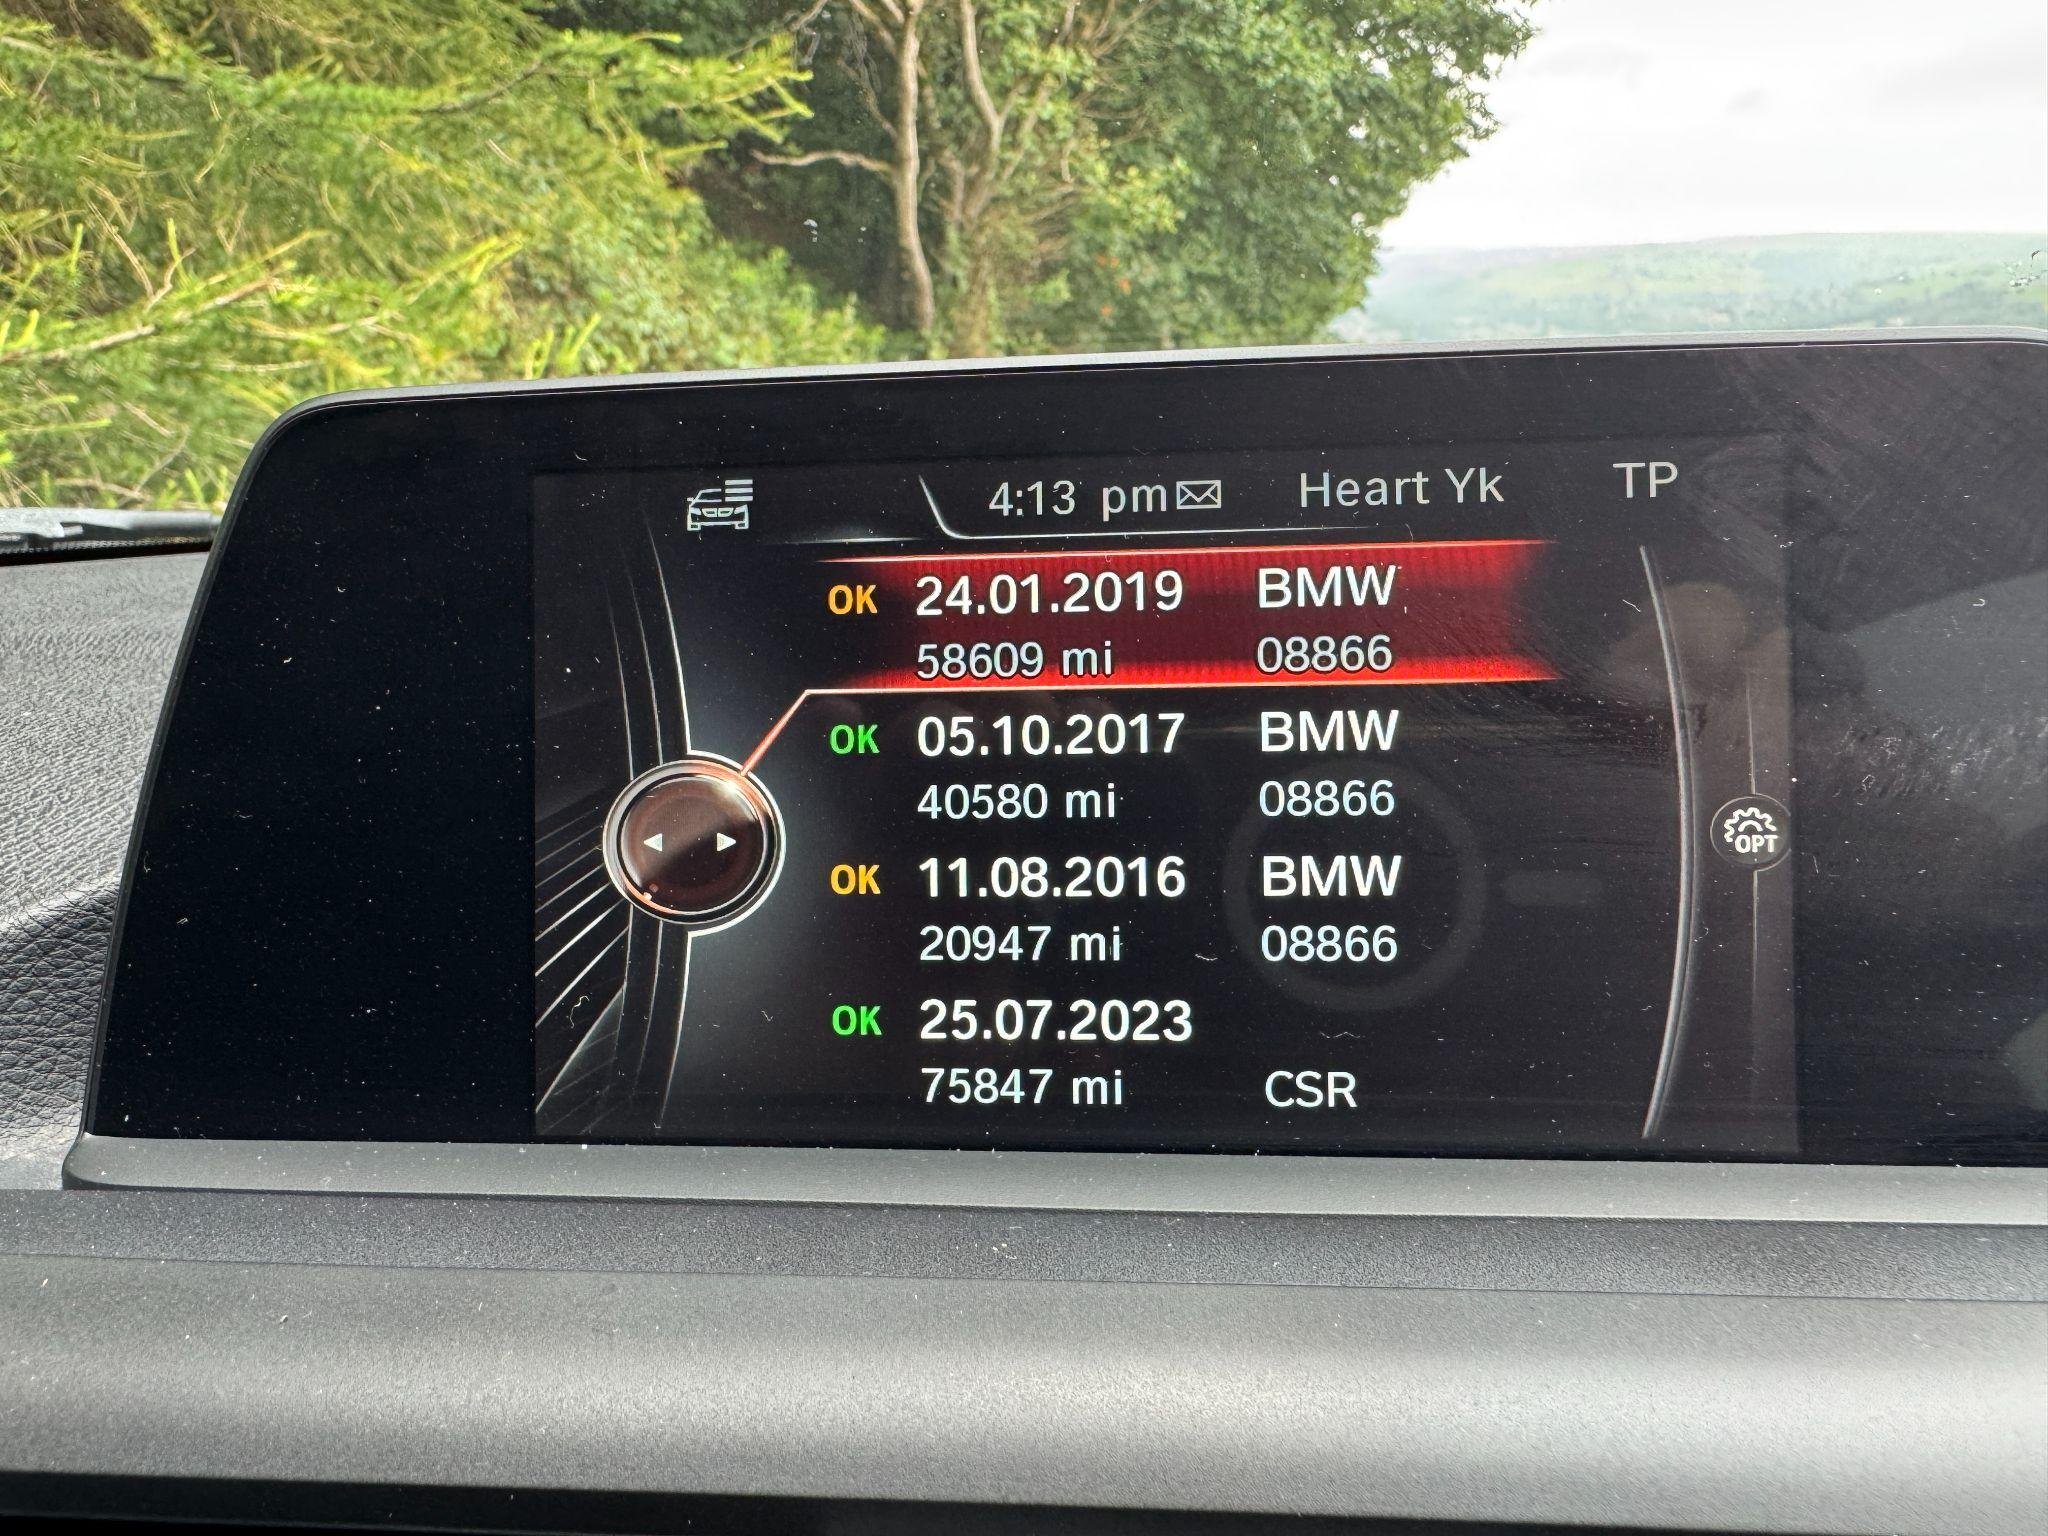 4:13 pm Heart Yk TP
OK 24.01.2019 BMW
58609 mi 08866
OK 05.10.2017 BMW
40580 mi 08866
OPT
OK 11.08.2016 BMW
20947 mi 08866
OK 25.07.2023
75847 mi CSR